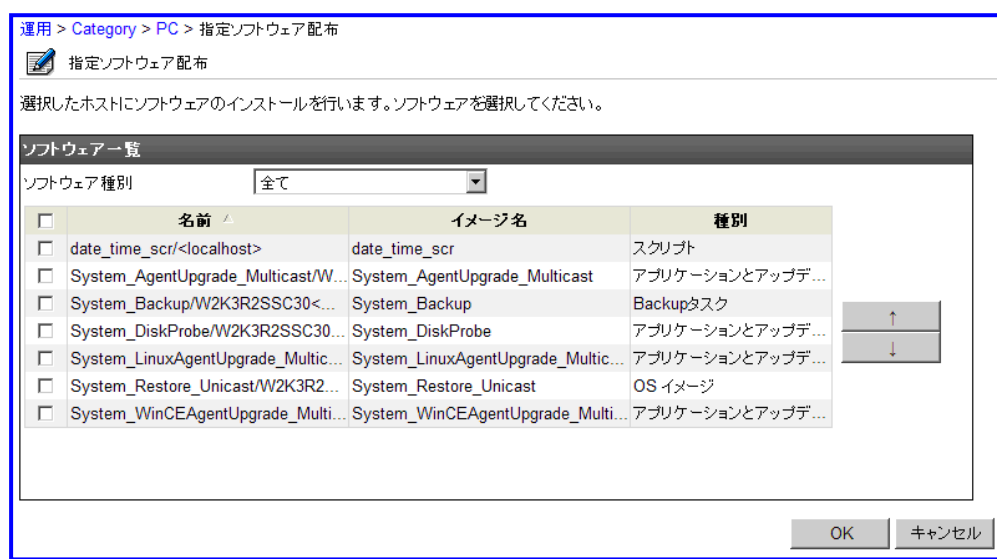 運用 > Category > PC > 指定ソフトウェア配布
指定ソフトウェア配布
選択したホストにソフトウェアのインストールを行います。ソフトウェアを選択してください。
ソフトウェア一覧
ソフトウェア種別 全て
名前 イメージ名 種別
date_time_scr/<localhost> date_time_scr スクリプト
System_AgentUpgrade_Multicast/W... System_AgentUpgrade_Multicast アプリケーションとアップデ...
System_Backup/W2K3R2SSC30<... System_Backup Backupタスク
System_DiskProbe/W2K3R2SSC30... System_DiskProbe アプリケーションとアップデ...
System_LinuxAgentUpgrade_Multic... System_LinuxAgentUpgrade_Multic... アプリケーションとアップデ...
System_Restore_Unicast/W2K3R2... System_Restore_Unicast OS イメージ
System_WinCEAgentUpgrade_Multi... System_WinCEAgentUpgrade_Multi... アプリケーションとアップデ...
↑
↓
OK キャンセル